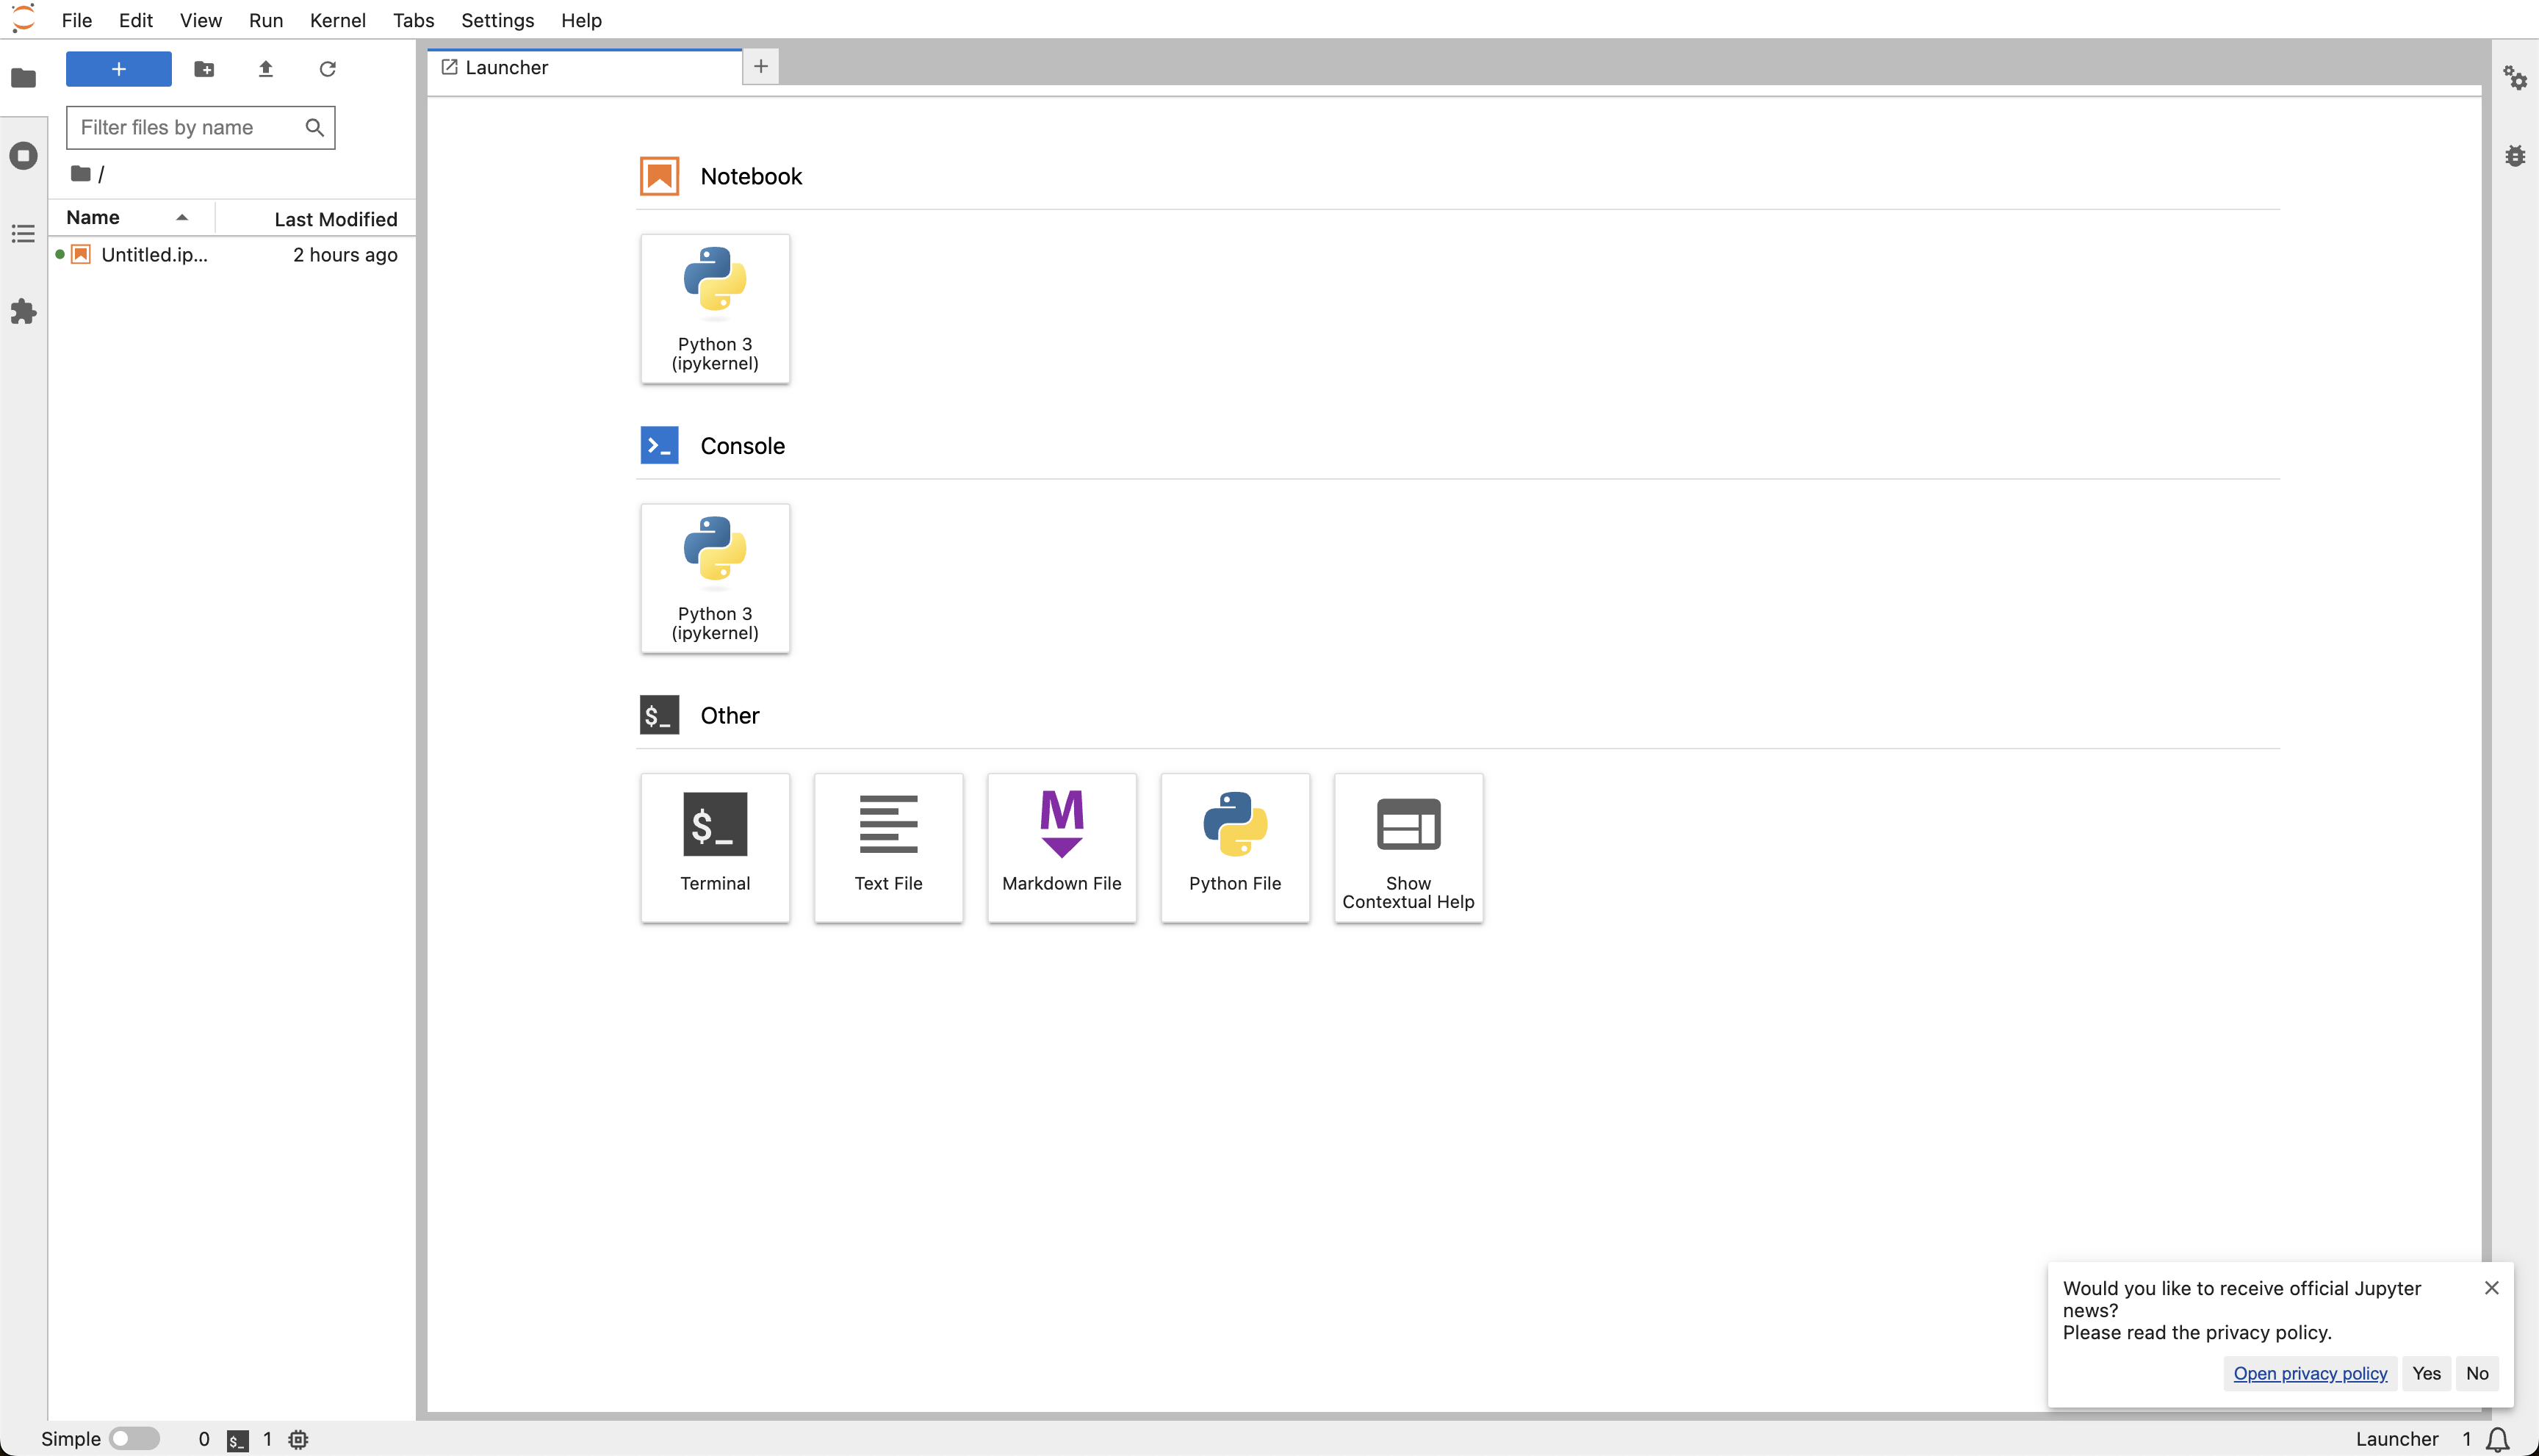 File Edit View Run Kernel Tabs Settings Help
Filter files by name
/
Name Last Modified
Untitled.ip... 2 hours ago
Launcher
Notebook
Python 3
(ipykernel)
Console
Python 3
(ipykernel)
$_ Other
$_
Terminal
Text File
M
Markdown File
Python File
Show
Contextual Help
Would you like to receive official Jupyter
news?
Please read the privacy policy.
Open privacy policy Yes No
Simple 0 $_ 1 Launcher 1